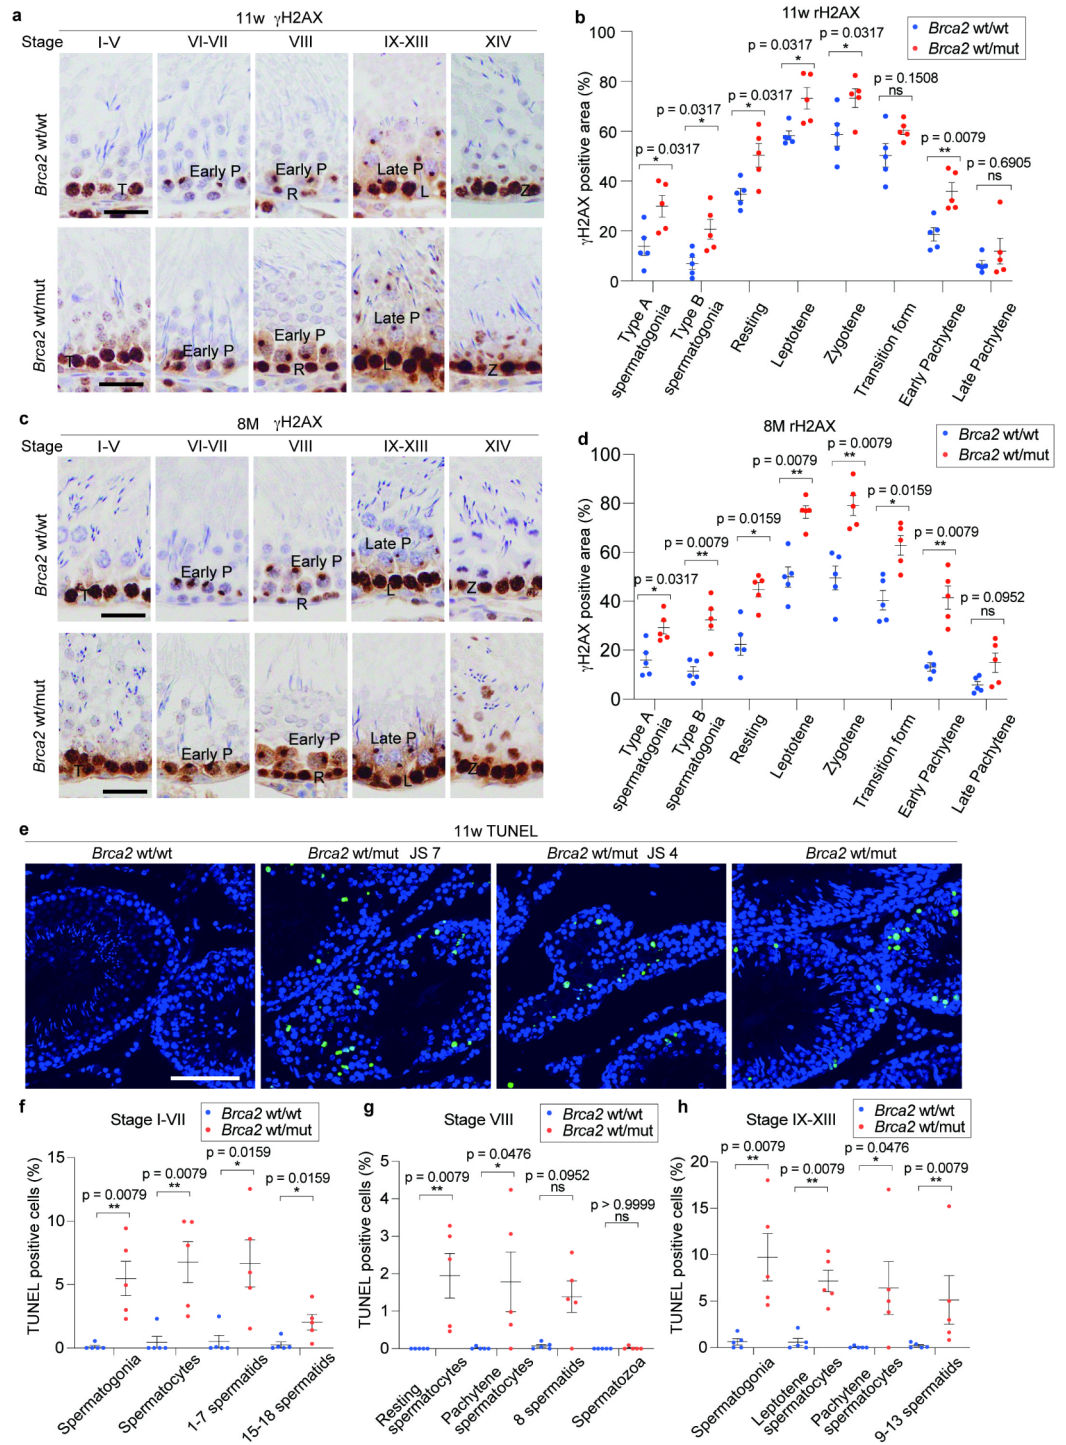 a
11w γH2AX
Stage I-V VI-VII VIII IX-XIII XIV
Brca2 wt/wt
T
Early P
Early P
R
Late P
L
Z
Brca2 wt/mut
T
Early P
Early P
R
Late P
L
Z
b
11w rH2AX
Brca2 wt/wt
Brca2 wt/mut
γH2AX positive area (%)
100
80
60
40
20
0
p = 0.0317
*
p = 0.0317
*
p = 0.0317
*
p = 0.0317
*
p = 0.0317
*
p = 0.1508
ns
p = 0.0079
**
p = 0.6905
ns
Type A
spermatogonia
Type B
spermatogonia
Resting
Leptotene
Zygotene
Transition form
Early Pachytene
Late Pachytene
c
8M γH2AX
Stage I-V VI-VII VIII IX-XIII XIV
Brca2 wt/wt
T
Early P
Early P
R
Late P
L
Z
Brca2 wt/mut
T
Early P
Early P
R
Late P
L
Z
d
8M rH2AX
Brca2 wt/wt
Brca2 wt/mut
γH2AX positive area (%)
100
80
60
40
20
0
p = 0.0317
*
p = 0.0079
**
p = 0.0159
*
p = 0.0079
**
p = 0.0079
**
p = 0.0159
*
p = 0.0079
**
p = 0.0952
ns
Type A
spermatogonia
Type B
spermatogonia
Resting
Leptotene
Zygotene
Transition form
Early Pachytene
Late Pachytene
e
11w TUNEL
Brca2 wt/wt
Brca2 wt/mut JS 7
Brca2 wt/mut JS 4
Brca2 wt/mut
f
Stage I-VII
Brca2 wt/wt
Brca2 wt/mut
TUNEL positive cells (%)
15
10
5
0
p = 0.0079
**
p = 0.0079
**
p = 0.0159
*
p = 0.0159
*
Spermatogonia
Spermatocytes
1-7 spermatids
15-18 spermatids
g
Stage VIII
Brca2 wt/wt
Brca2 wt/mut
TUNEL positive cells (%)
5
4
3
2
1
0
p = 0.0079
**
p = 0.0476
*
p = 0.0952
ns
p > 0.9999
ns
Resting
spermatocytes
Pachytene
spermatocytes
8 spermatids
Spermatozoa
h
Stage IX-XIII
Brca2 wt/wt
Brca2 wt/mut
TUNEL positive cells (%)
20
15
10
5
0
p = 0.0079
**
p = 0.0079
**
p = 0.0476
*
p = 0.0079
**
Spermatogonia
Leptotene
spermatocytes
Pachytene
spermatocytes
9-13 spermatids